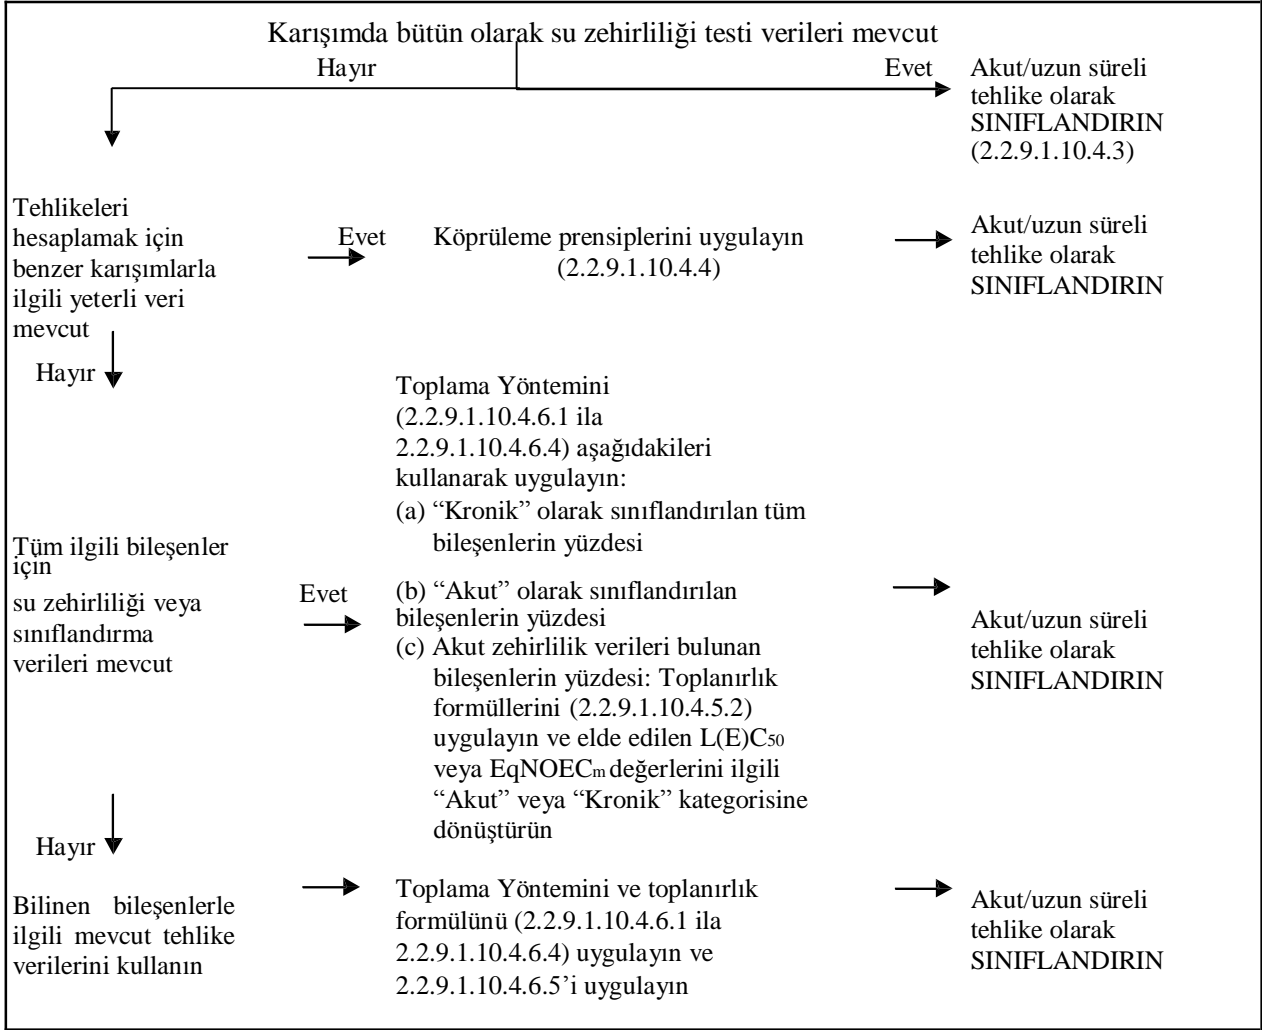 Karışımda bütün olarak su zehirliliği testi verileri mevcut
Hayır
Evet
Akut/uzun süreli
tehlike olarak
SINIFLANDIRIN
(2.2.9.1.10.4.3)
Tehlikeleri
hesaplamak için
benzer karışımlarla
ilgili yeterli veri
mevcut
Evet
Köprüleme prensiplerini uygulayın
(2.2.9.1.10.4.4)
Akut/uzun süreli
tehlike olarak
SINIFLANDIRIN
Hayır
Tüm ilgili bileşenler
için
su zehirliliği veya
sınıflandırma
verileri mevcut
Evet
Toplama Yöntemini
(2.2.9.1.10.4.6.1 ila
2.2.9.1.10.4.6.4) aşağıdakileri
kullanarak uygulayın:
(a) “Kronik” olarak sınıflandırılan tüm
bileşenlerin yüzdesi
(b) “Akut” olarak sınıflandırılan
bileşenlerin yüzdesi
(c) Akut zehirlilik verileri bulunan
bileşenlerin yüzdesi: Toplanırlık
formüllerini (2.2.9.1.10.4.5.2)
uygulayın ve elde edilen L(E)C50
veya EqNOECm değerlerini ilgili
“Akut” veya “Kronik” kategorisine
dönüştürün
Akut/uzun süreli
tehlike olarak
SINIFLANDIRIN
Hayır
Bilinen bileşenlerle
ilgili mevcut tehlike
verilerini kullanın
Toplama Yöntemini ve toplanırlık
formülünü (2.2.9.1.10.4.6.1 ila
2.2.9.1.10.4.6.4) uygulayın ve
2.2.9.1.10.4.6.5’i uygulayın
Akut/uzun süreli
tehlike olarak
SINIFLANDIRIN